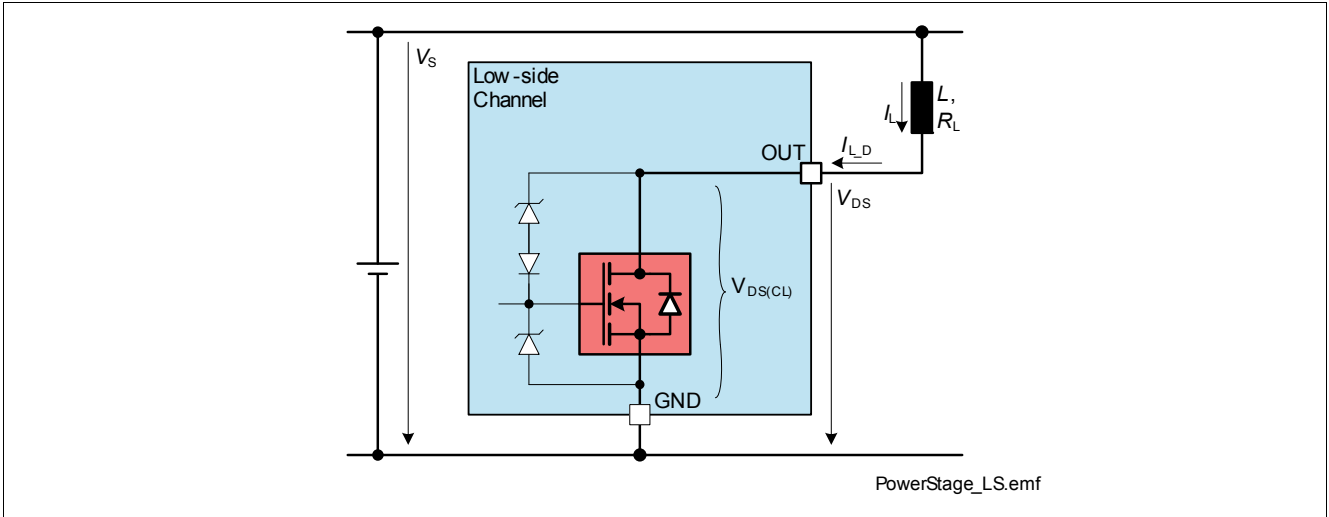 VS
Low-side
Channel
L,
IL
RL
OUT
IL_D
VDS
VDS(CL)
GND
PowerStage_LS.emf